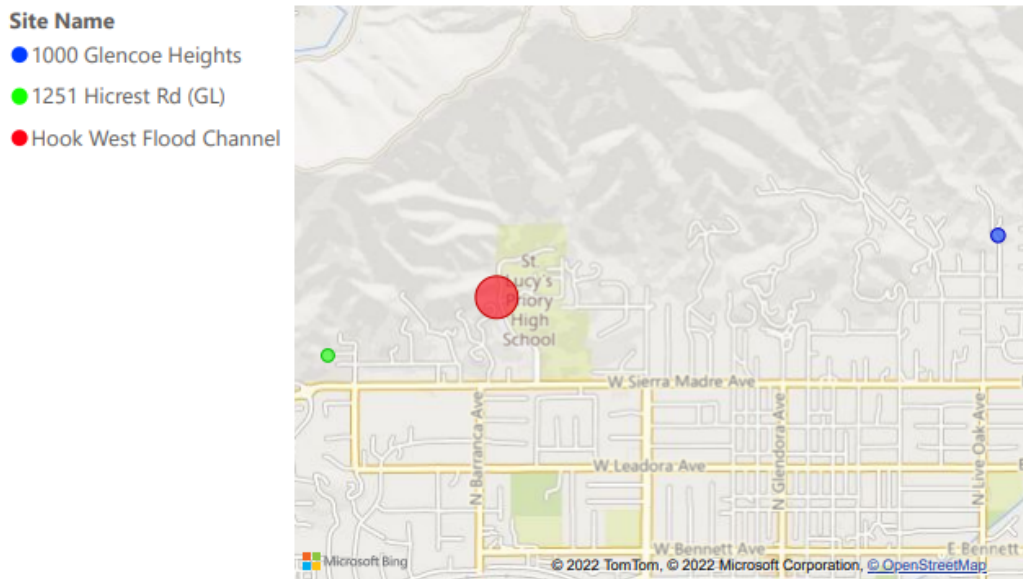 Site Name
1000 Glencoe Heights
1251 Hicrest Rd (GL)
Hook West Flood Channel
St.
Lucy's
Priory
High
School
W Sierra Madre Ave
N Barranca Ave
W Leadora Ave
N Glendora Ave
N Live Oak Ave
E
W Bennett Ave
E Bennett
Microsoft Bing
© 2022 TomTom, © 2022 Microsoft Corporation, © OpenStreetMap